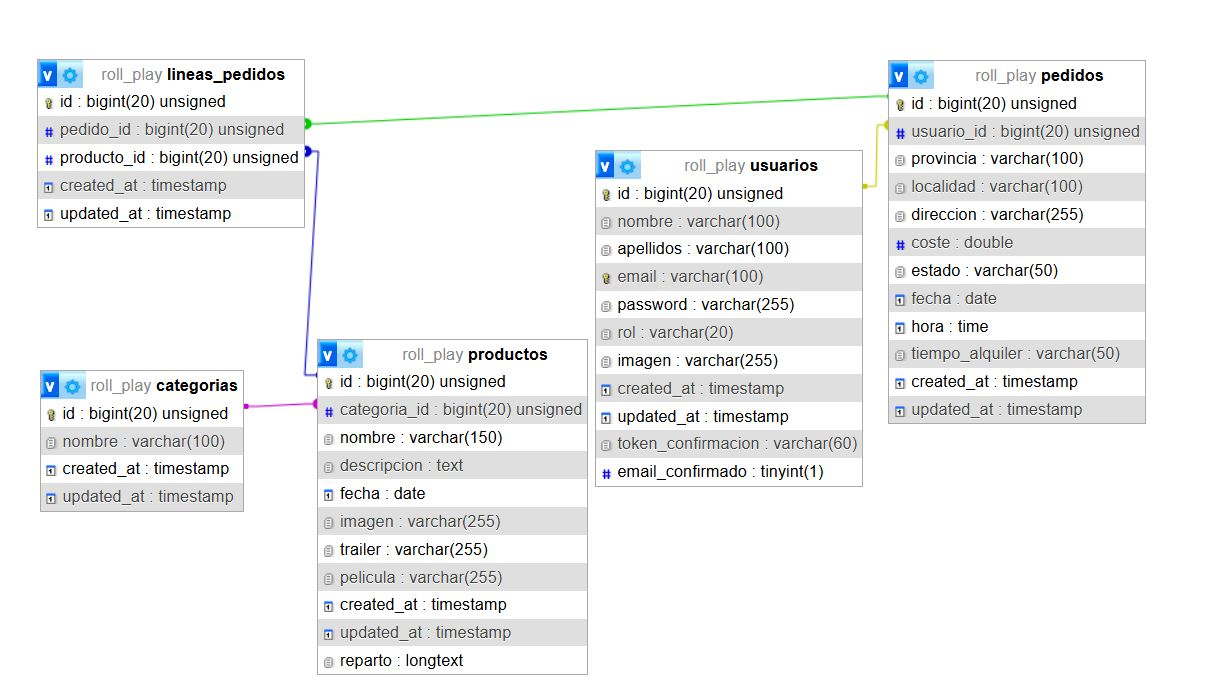 roll_play lineas_pedidos
id : bigint(20) unsigned
pedido_id : bigint(20) unsigned
producto_id : bigint(20) unsigned
created_at : timestamp
updated_at : timestamp
roll_play categorias
id : bigint(20) unsigned
nombre : varchar(100)
created_at : timestamp
updated_at : timestamp
roll_play productos
id : bigint(20) unsigned
categoria_id : bigint(20) unsigned
nombre : varchar(150)
descripcion : text
fecha : date
imagen : varchar(255)
trailer : varchar(255)
pelicula : varchar(255)
created_at : timestamp
updated_at : timestamp
reparto : longtext
roll_play usuarios
id : bigint(20) unsigned
nombre : varchar(100)
apellidos : varchar(100)
email : varchar(100)
password : varchar(255)
rol : varchar(20)
imagen : varchar(255)
created_at : timestamp
updated_at : timestamp
token_confirmacion : varchar(60)
email_confirmado : tinyint(1)
roll_play pedidos
id : bigint(20) unsigned
usuario_id : bigint(20) unsigned
provincia : varchar(100)
localidad : varchar(100)
direccion : varchar(255)
coste : double
estado : varchar(50)
fecha : date
hora : time
tiempo_alquiler : varchar(50)
created_at : timestamp
updated_at : timestamp